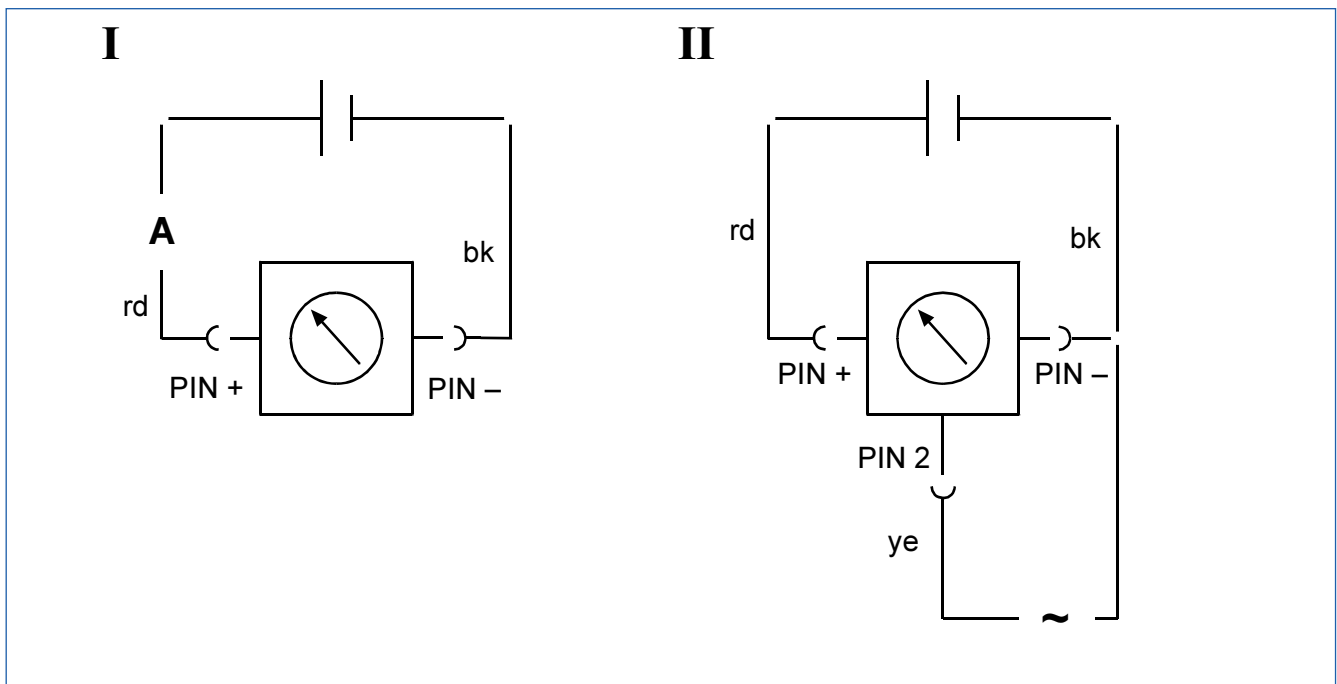 I
A
bk
rd
PIN +
PIN –
II
rd
bk
PIN +
PIN –
PIN 2
ye
~